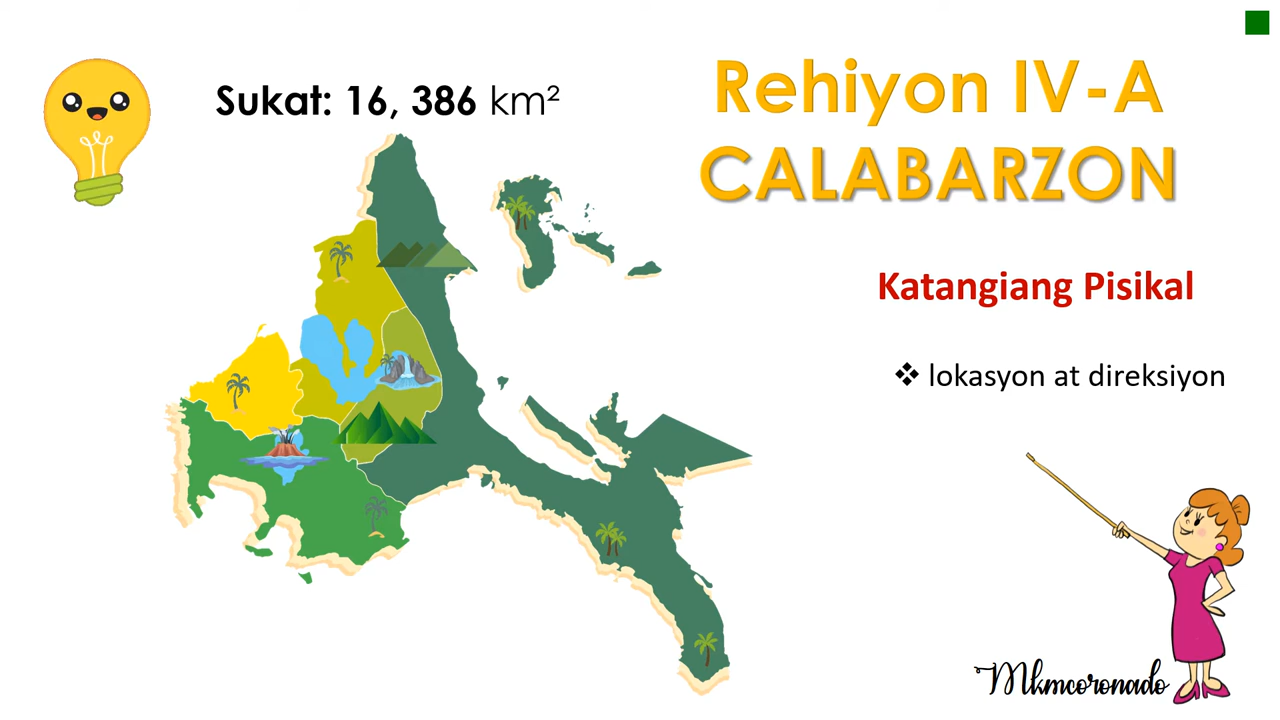 Sukat: 16, 386 km²
Rehiyon IV-A
CALABARZON
Katangiang Pisikal
❖ lokasyon at direksiyon
Mkmcoronado